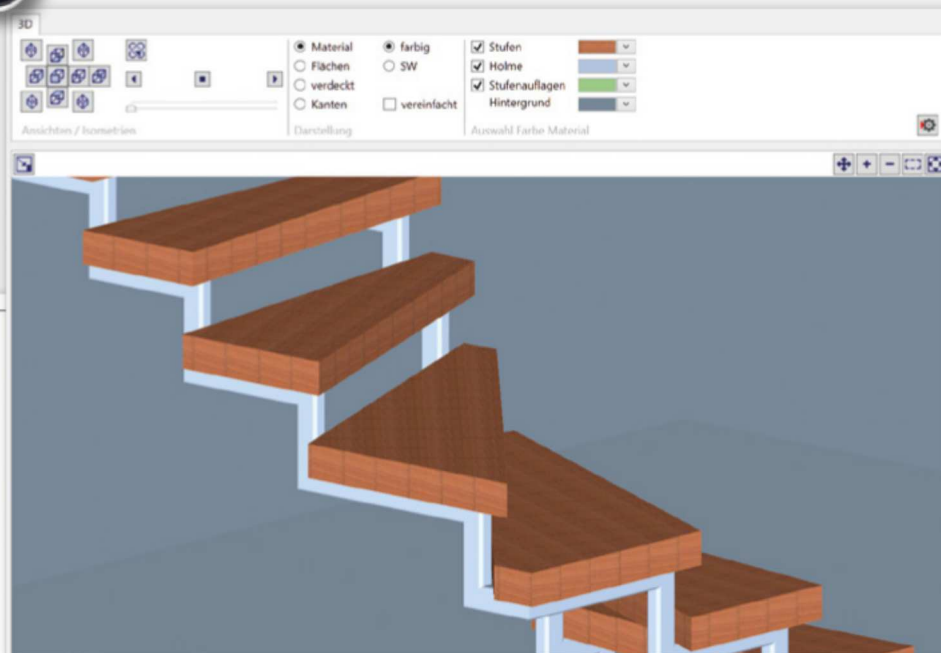 3D
Material
farbig
Stufen
Flächen
SW
Holme
verdeckt
Stufenauflagen
Kanten
vereinfacht
Hintergrund
Ansichten / Isometrien
Darstellung
Auswahl Farbe Material